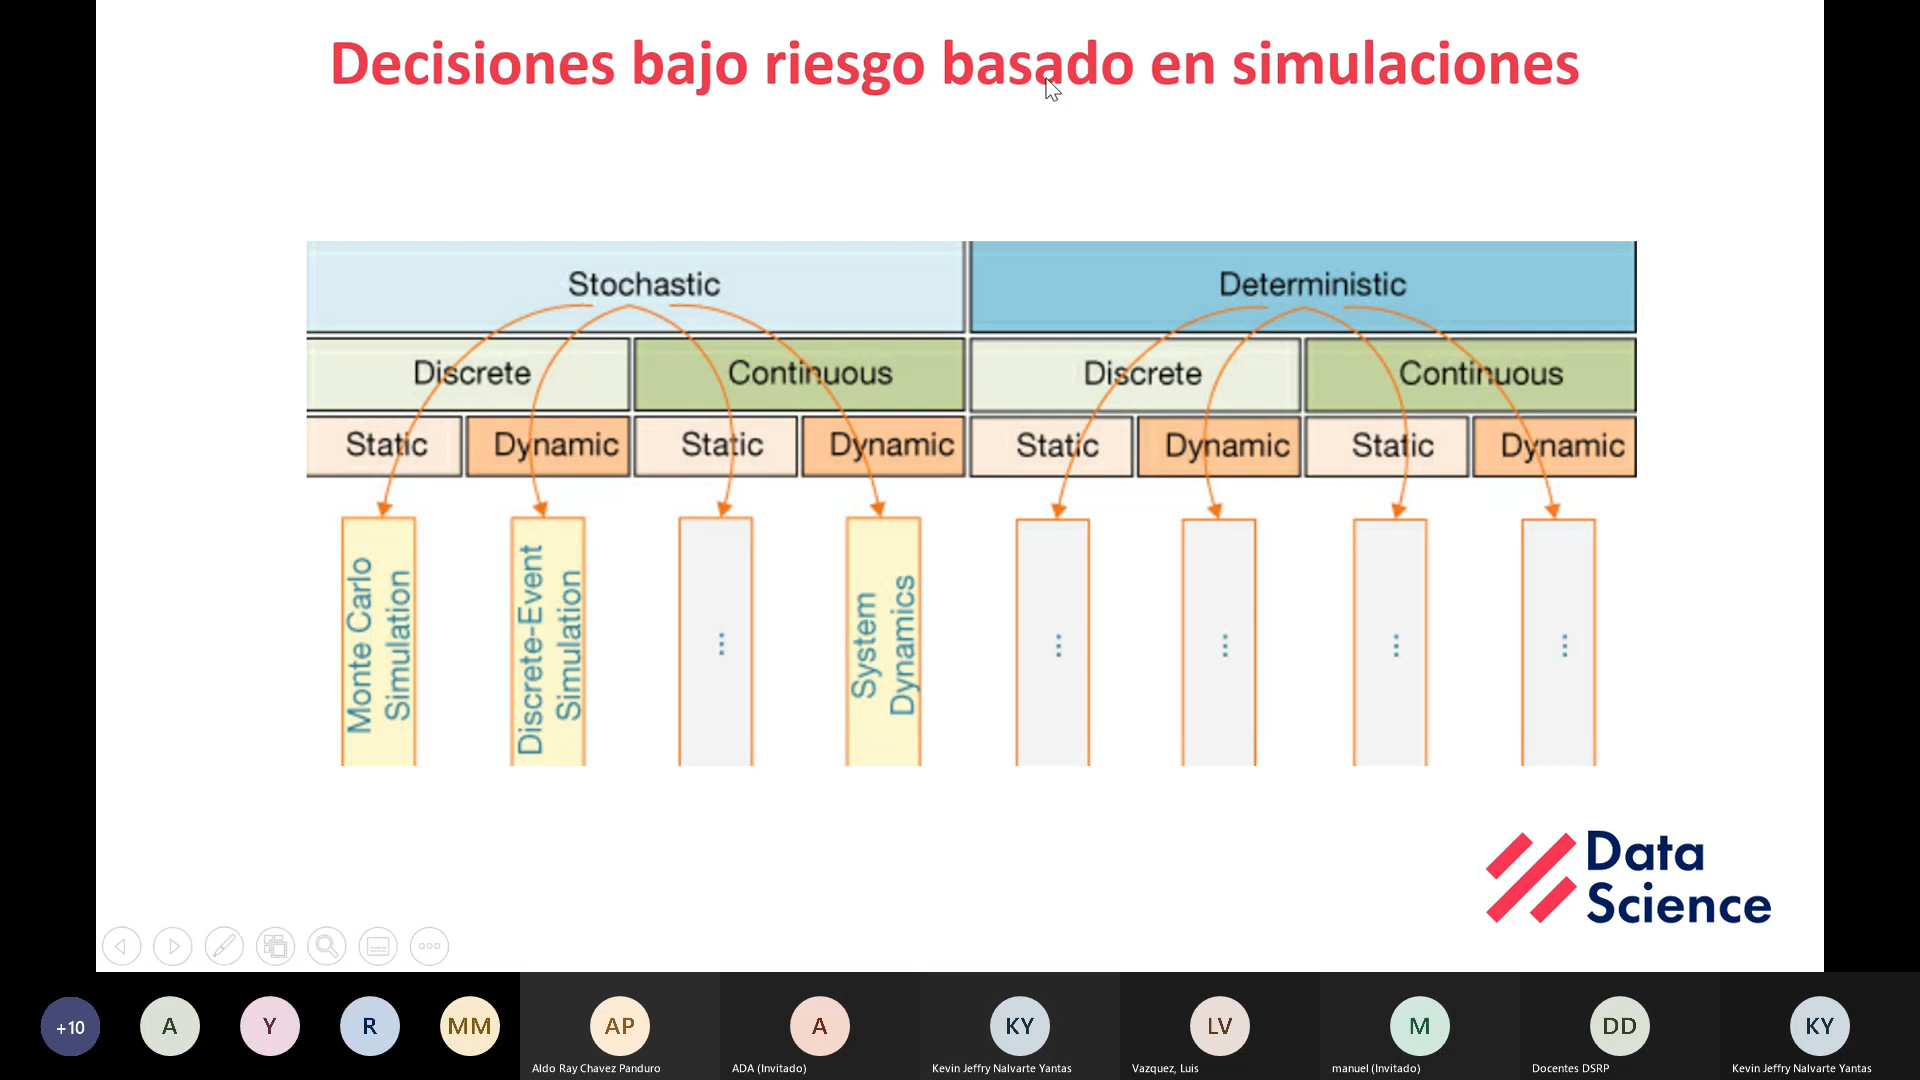 Decisiones bajo riesgo basado en simulaciones
Stochastic
Deterministic
Discrete
Continuous
Discrete
Continuous
Static
Dynamic
Static
Dynamic
Static
Dynamic
Static
Dynamic
Monte Carlo
Simulation
Discrete-Event
Simulation
...
System
Dynamics
...
...
...
...
Data
Science
+10
A
Y
R
MM
AP
A
KY
LV
M
DD
KY
Aldo Ray Chavez Panduro
ADA (Invitado)
Kevin Jeffry Nalvarte Yantas
Vazquez, Luis
manuel (Invitado)
Docentes DSRP
Kevin Jeffry Nalvarte Yantas